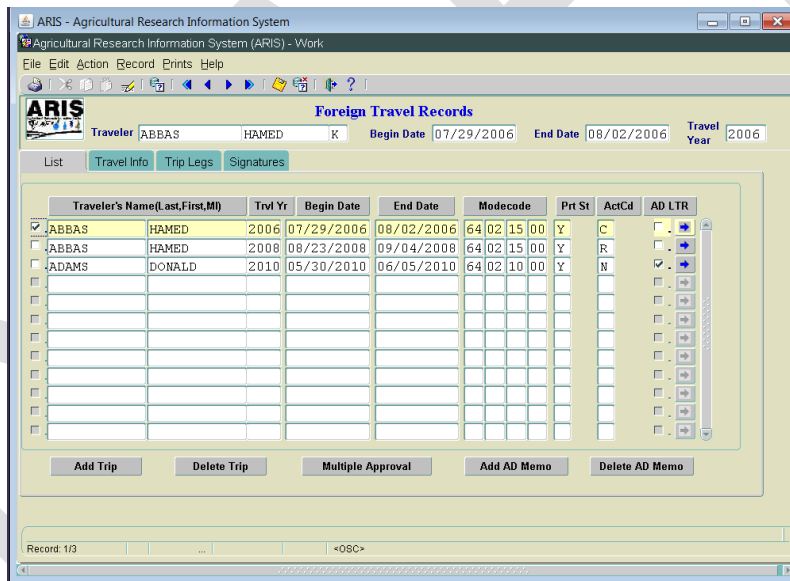 ARIS - Agricultural Research Information System
Agricultural Research Information System (ARIS) - Work
File Edit Action Record Prints Help
ARIS
Foreign Travel Records
Traveler ABBAS HAMED K Begin Date 07/29/2006 End Date 08/02/2006 Travel Year 2006
List Travel Info Trip Legs Signatures
Traveler's Name(Last,First,MI) Trvl Yr Begin Date End Date Modecode Prt St ActCd AD LTR
ABBAS HAMED 2006 07/29/2006 08/02/2006 64 02 15 00 Y C
ABBAS HAMED 2008 08/23/2008 09/04/2008 64 02 15 00 Y R
ADAMS DONALD 2010 05/30/2010 06/05/2010 64 02 10 00 Y N
Add Trip Delete Trip Multiple Approval Add AD Memo Delete AD Memo
Record: 1/3 ... <OSC>